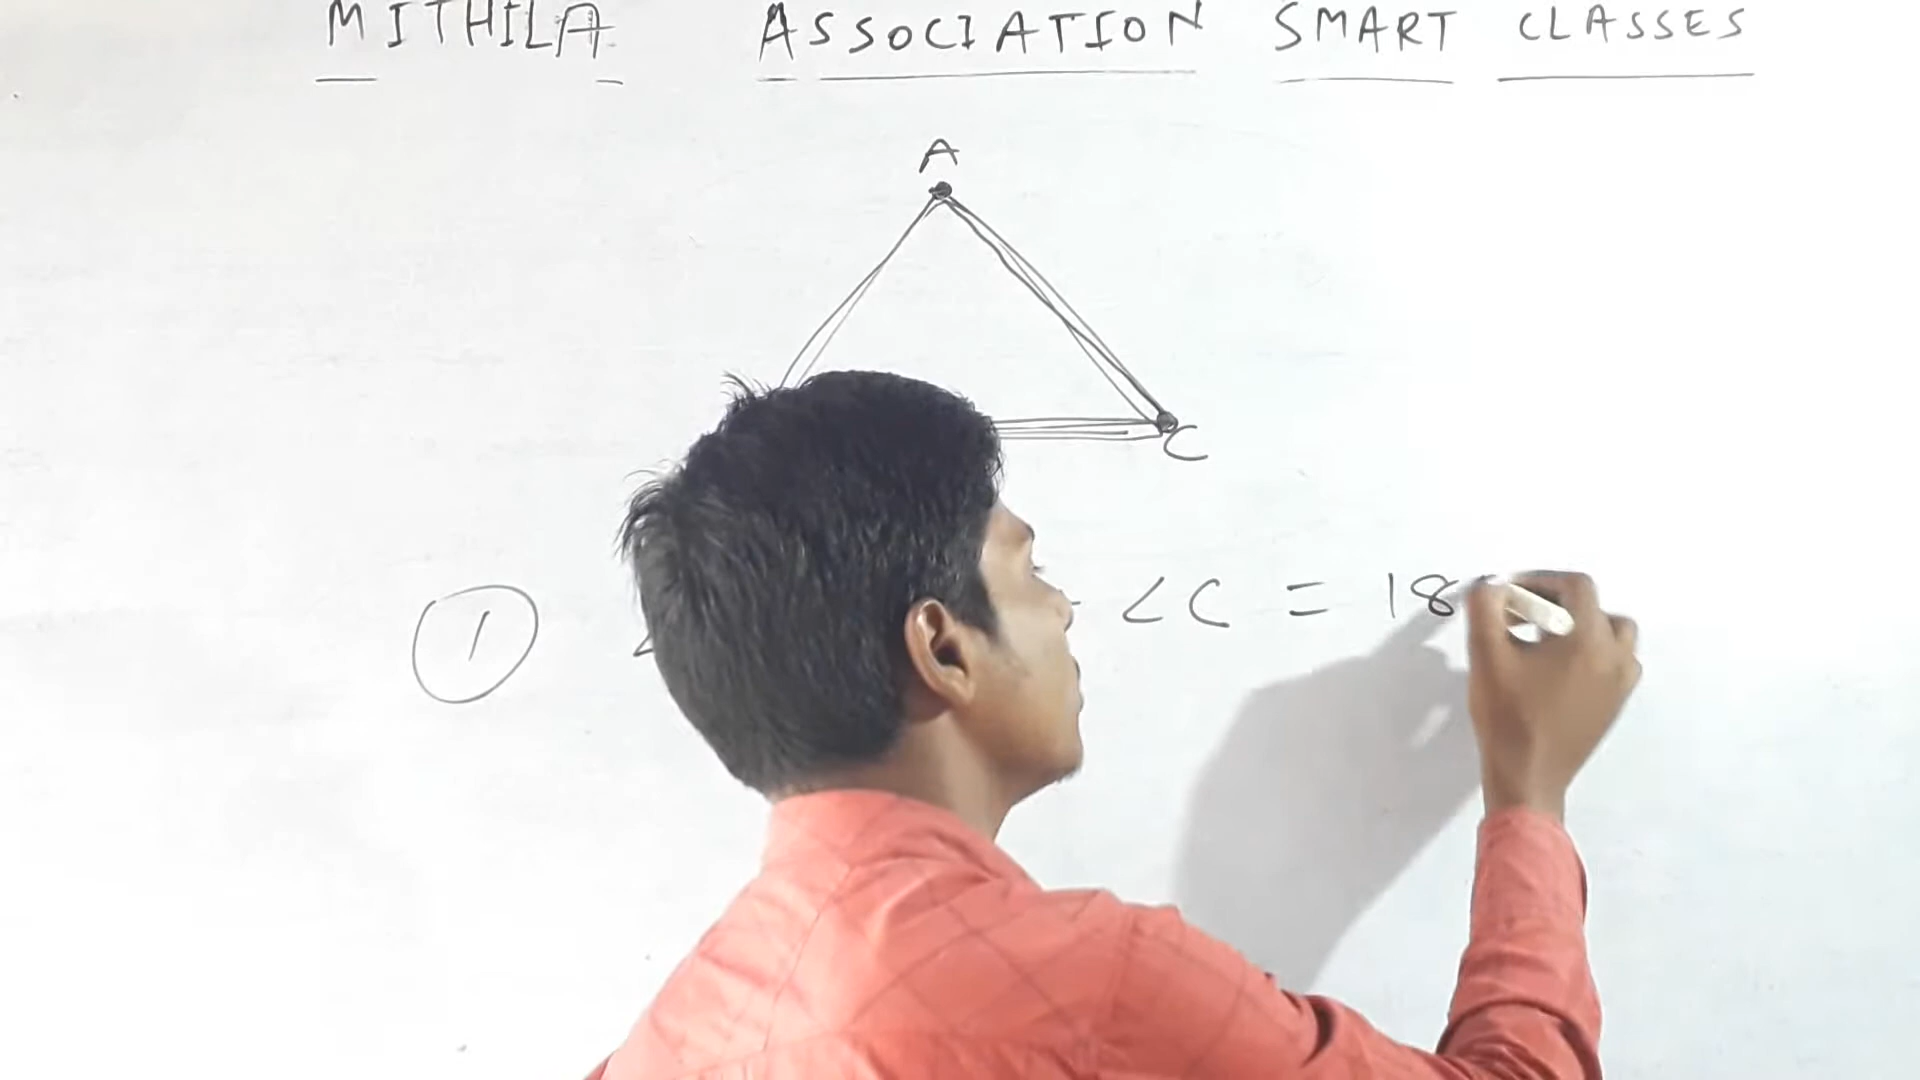 MITHILA ASSOCIATION SMART CLASSES
A
C
1 ∠ ∠C = 18